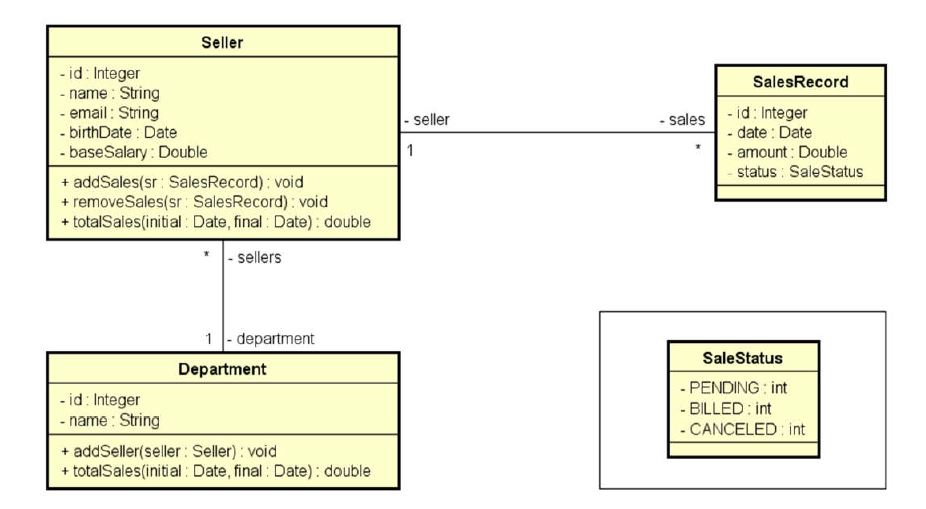 Seller
- id : Integer
- name : String
- email : String
- birthDate : Date
- baseSalary : Double
+ addSales(sr : SalesRecord) : void
+ removeSales(sr : SalesRecord) : void
+ totalSales(initial : Date, final : Date) : double
- seller
1
- sales
*
SalesRecord
- id : Integer
- date : Date
- amount : Double
- status : SaleStatus
* - sellers
1 - department
Department
- id : Integer
- name : String
+ addSeller(seller : Seller) : void
+ totalSales(initial : Date, final : Date) : double
SaleStatus
- PENDING : int
- BILLED : int
- CANCELED : int